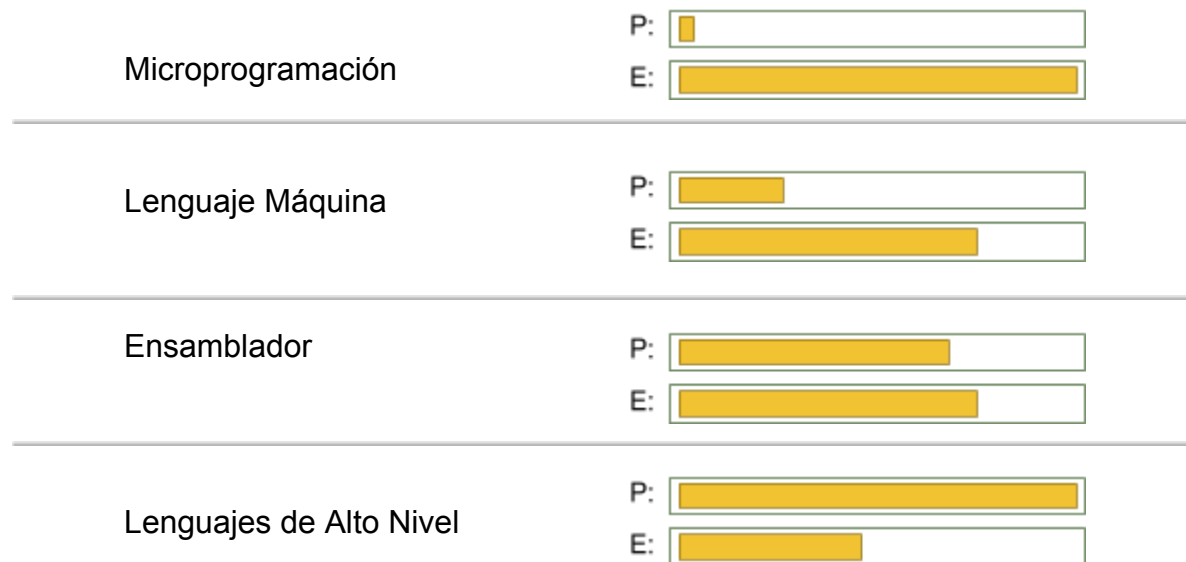 P:
Microprogramación
E:
Lenguaje Máquina
P:
E:
Ensamblador
P:
E:
P:
Lenguajes de Alto Nivel
E: